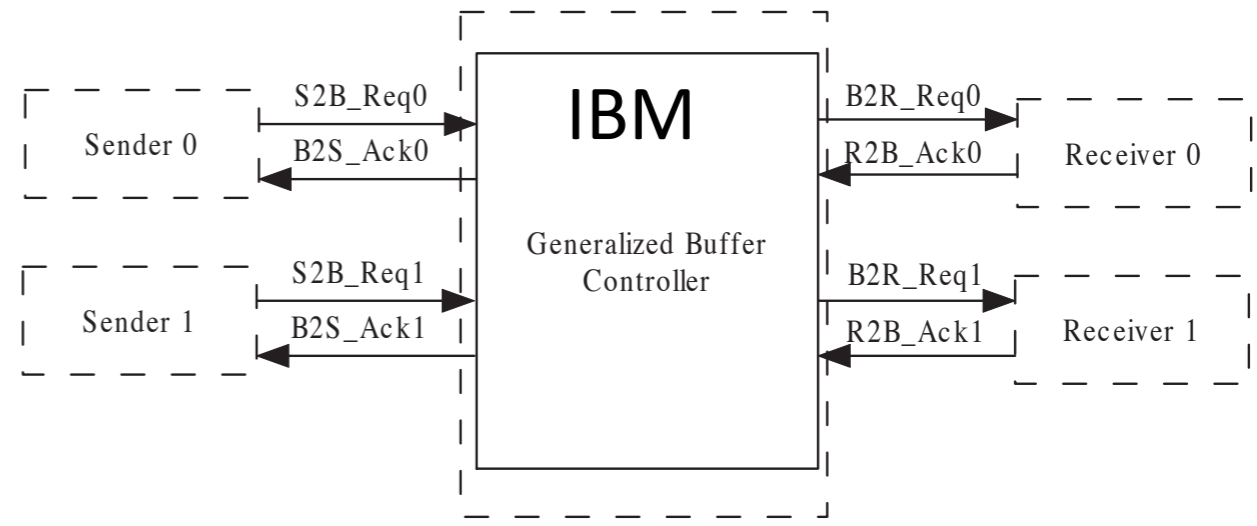 S2B_Req0
B2S_Ack0
Sender 0
S2B_Req1
B2S_Ack1
Sender 1
IBM
Generalized Buffer
Controller
B2R_Req0
R2B_Ack0
Receiver 0
B2R_Req1
R2B_Ack1
Receiver 1